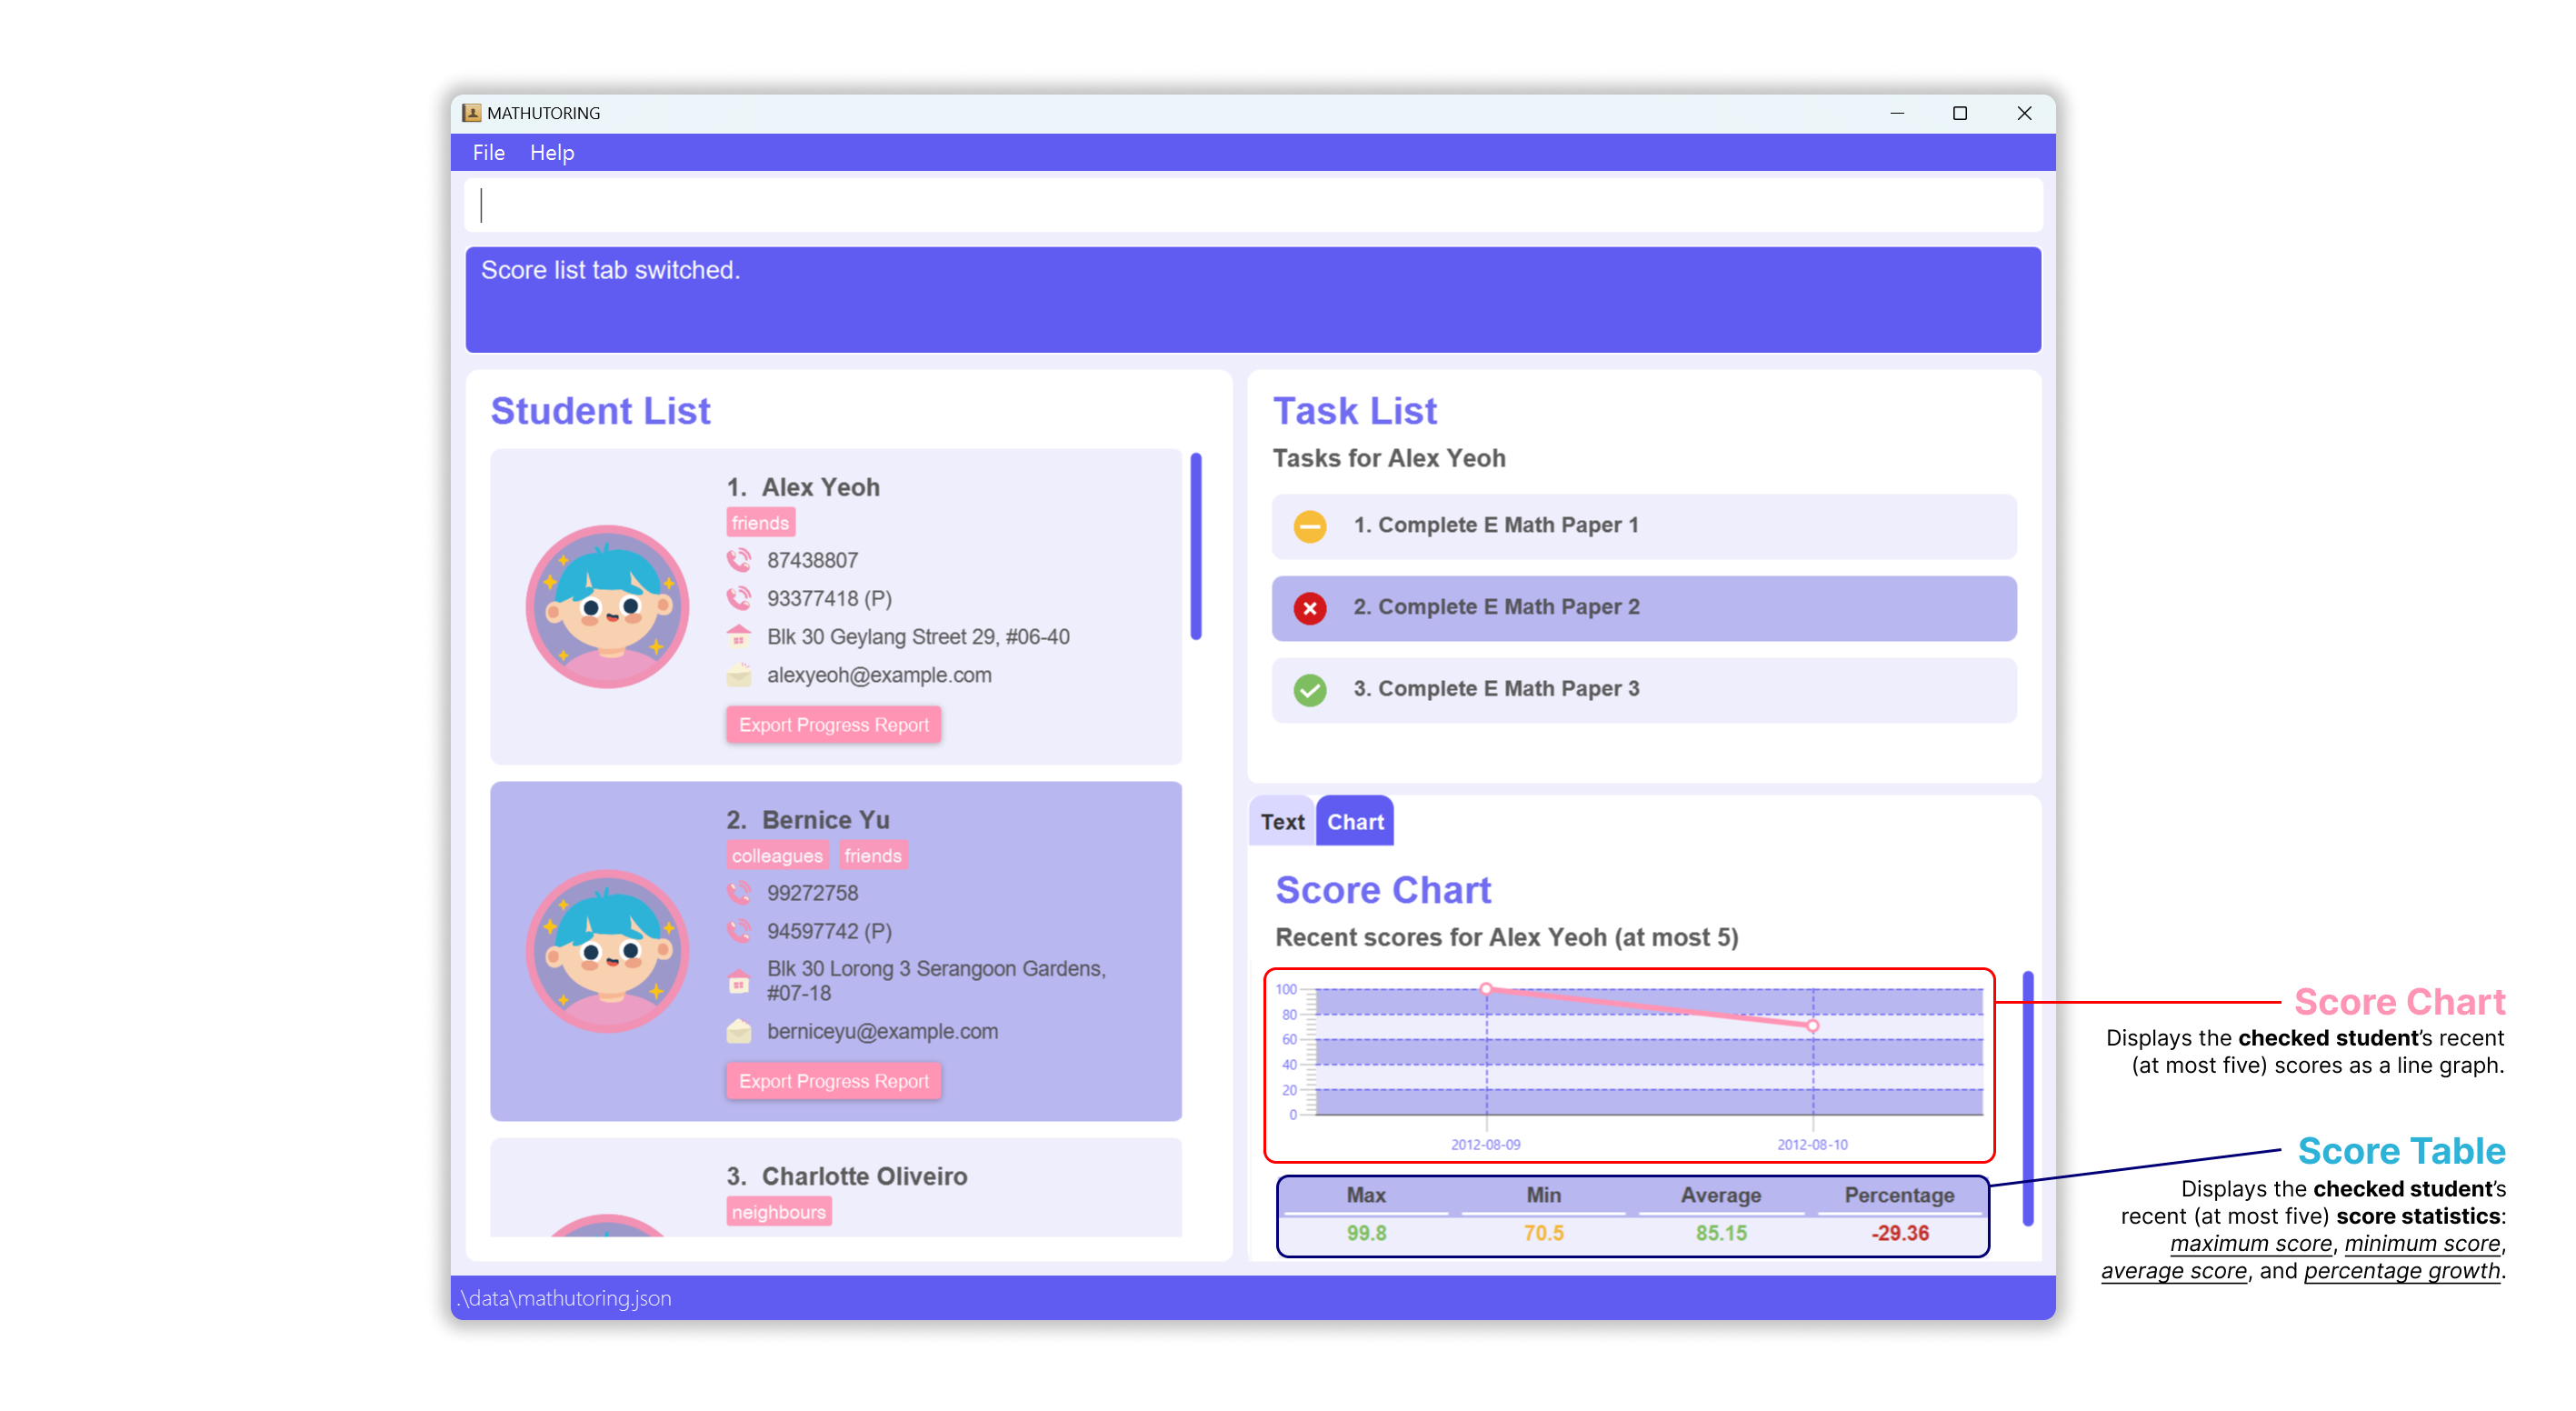 MATHUTORING
File Help
Score list tab switched.
Student List
1. Alex Yeoh
friends
87438807
93377418 (P)
Blk 30 Geylang Street 29, #06-40
alexyeoh@example.com
Export Progress Report
2. Bernice Yu
colleagues friends
99272758
94597742 (P)
Blk 30 Lorong 3 Serangoon Gardens,
#07-18
berniceyu@example.com
Export Progress Report
3. Charlotte Oliveiro
neighbours
Task List
Tasks for Alex Yeoh
1. Complete E Math Paper 1
2. Complete E Math Paper 2
3. Complete E Math Paper 3
Text Chart
Score Chart
Recent scores for Alex Yeoh (at most 5)
100
80
60
40
20
0
2012-08-09 2012-08-10
Max Min Average Percentage
99.8 70.5 85.15 -29.36
.\data\mathutoring.json
Score Chart
Displays the checked student's recent
(at most five) scores as a line graph.
Score Table
Displays the checked student's
recent (at most five) score statistics:
maximum score, minimum score,
average score, and percentage growth.